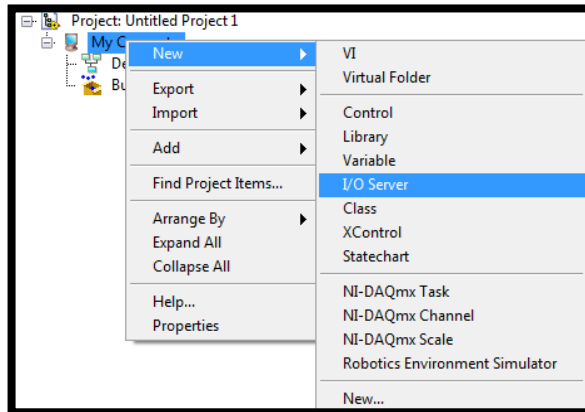 Project: Untitled Project 1
My
De
Bu
New
Export
Import
Add
Find Project Items...
Arrange By
Expand All
Collapse All
Help...
Properties
VI
Virtual Folder
Control
Library
Variable
I/O Server
Class
XControl
Statechart
NI-DAQmx Task
NI-DAQmx Channel
NI-DAQmx Scale
Robotics Environment Simulator
New...